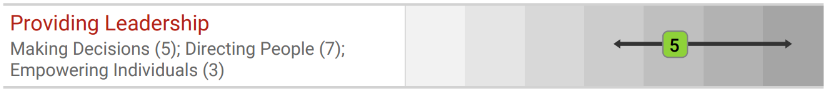 Providing Leadership
Making Decisions (5); Directing People (7);
Empowering Individuals (3)
5